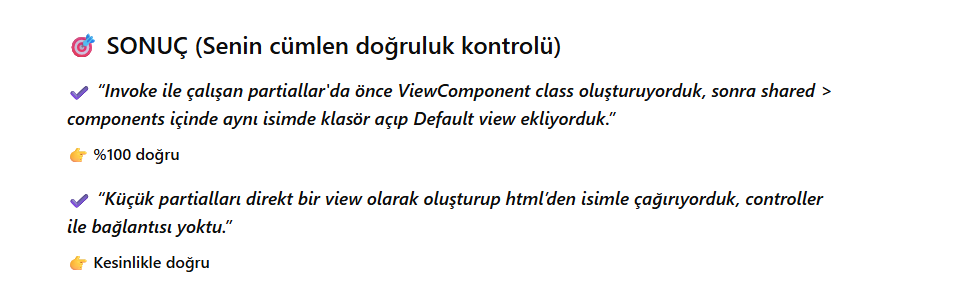 🎯 SONUÇ (Senin cümlen doğruluk kontrolü)
✔ “Invoke ile çalışan partiallar'da önce ViewComponent class oluşturuyorduk, sonra shared >
components içinde aynı isimde klasör açıp Default view ekliyorduk.”
👉 %100 doğru
✔ “Küçük partialları direkt bir view olarak oluşturup html’den isimle çağırıyorduk, controller
ile bağlantısı yoktu.”
👉 Kesinlikle doğru